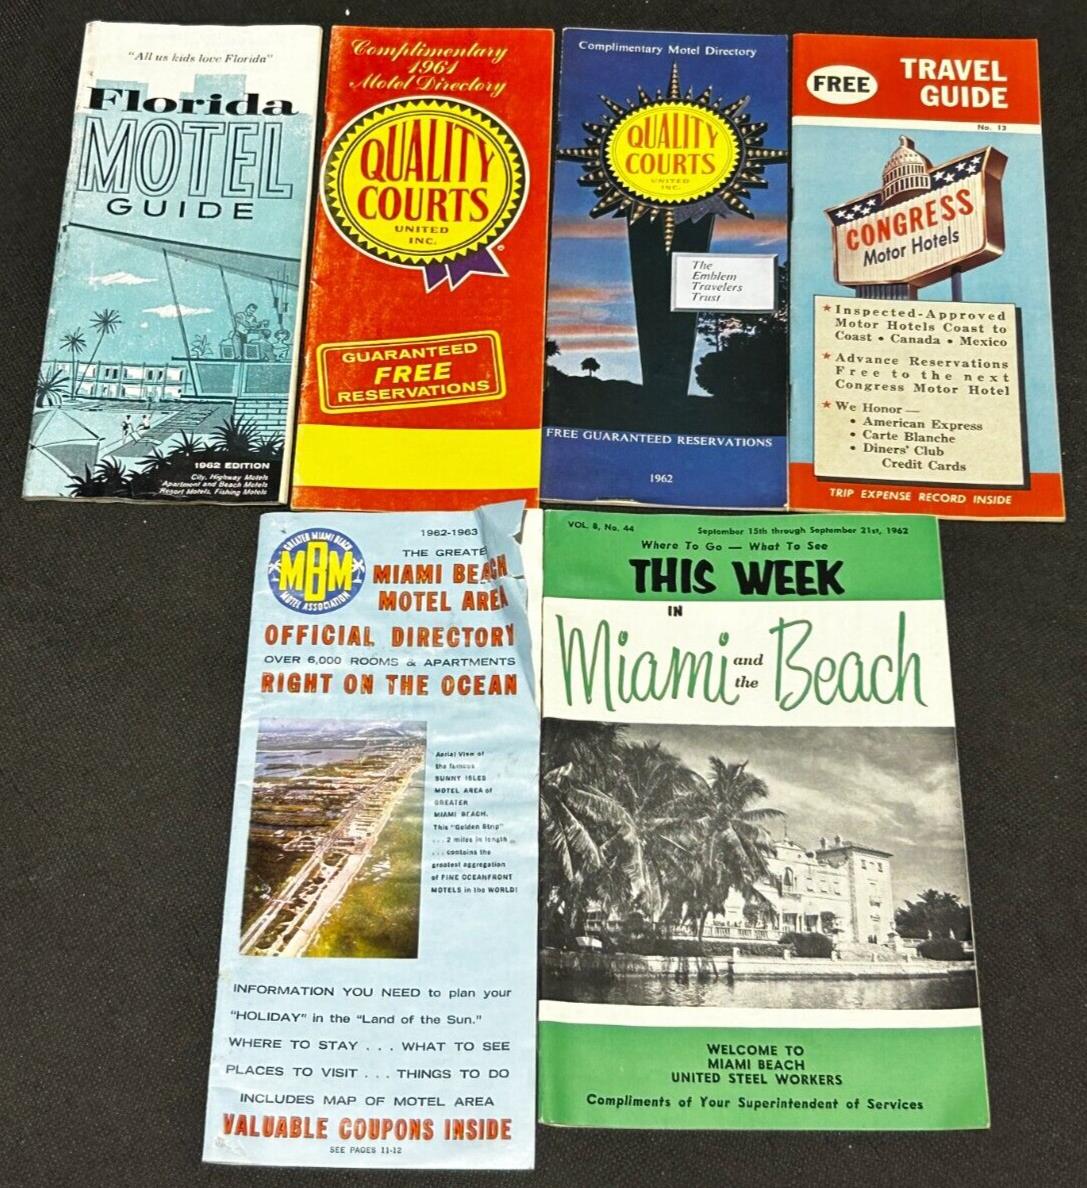 "All us kids love Florida"
Florida
MOTEL
GUIDE
1962 EDITION
City, Highway Motels
Apartment and Beach Motels
Resort Motels, Fishing Motels
Complimentary
1961
Motel Directory
QUALITY
COURTS
UNITED
INC.
GUARANTEED
FREE
RESERVATIONS
Complimentary Motel Directory
QUALITY
COURTS
UNITED
INC.
The
Emblem
Travelers
Trust
FREE GUARANTEED RESERVATIONS
1962
FREE
TRAVEL
GUIDE
No. 13
CONGRESS
Motor Hotels
★ Inspected-Approved
Motor Hotels Coast to
Coast • Canada • Mexico
★ Advance Reservations
Free to the next
Congress Motor Hotel
★ We Honor —
• American Express
• Carte Blanche
• Diners' Club
Credit Cards
TRIP EXPENSE RECORD INSIDE
GREATER MIAMI BEACH
MBM
MOTEL ASSOCIATION
1962-1963
THE GREATE
MIAMI BEACH
MOTEL AREA
OFFICIAL DIRECTORY
OVER 6,000 ROOMS & APARTMENTS
RIGHT ON THE OCEAN
Aerial View of
the famous
SUNNY ISLES
MOTEL AREA of
GREATER
MIAMI BEACH.
This "Golden Strip"
. . . 2 miles in length
. . . contains the
greatest aggregation
of FINE OCEANFRONT
MOTELS in the WORLD!
INFORMATION YOU NEED to plan your
"HOLIDAY" in the "Land of the Sun."
WHERE TO STAY . . . WHAT TO SEE
PLACES TO VISIT . . . THINGS TO DO
INCLUDES MAP OF MOTEL AREA
VALUABLE COUPONS INSIDE
SEE PAGES 11-12
VOL. 8, No. 44
September 15th through September 21st, 1962
Where To Go — What To See
THIS WEEK
IN
Miami and the Beach
WELCOME TO
MIAMI BEACH
UNITED STEEL WORKERS
Compliments of Your Superintendent of Services